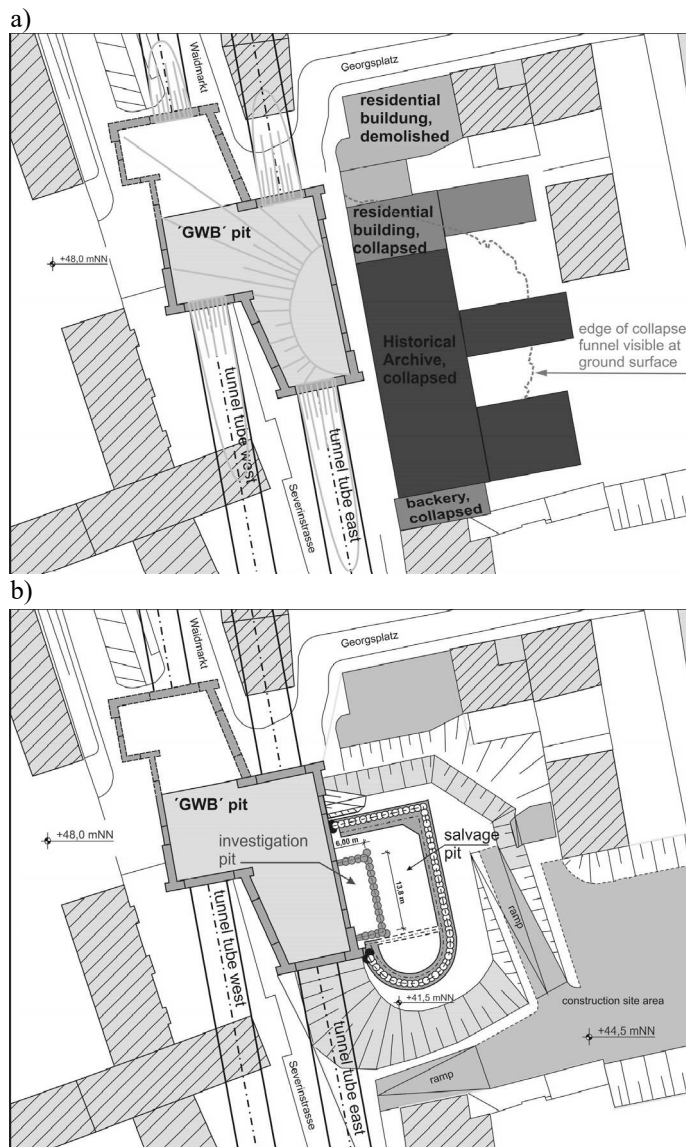 a)
Waidmarkt
Georgsplatz
residential
buildung,
demolished
´GWB´ pit
residential
building,
collapsed
+48,0 mNN
edge of collapse
funnel visible at
ground surface
Historical
Archive,
collapsed
tunnel tube west
Severinstrasse
tunnel tube east
backery,
collapsed
b)
Waidmarkt
Georgsplatz
´GWB´ pit
+48,0 mNN
investigation
pit
6,00 m
salvage
pit
13.8 m
tunnel tube west
ramp
+41,5 mNN
construction site area
+44,5 mNN
Severinstrasse
tunnel tube east
ramp